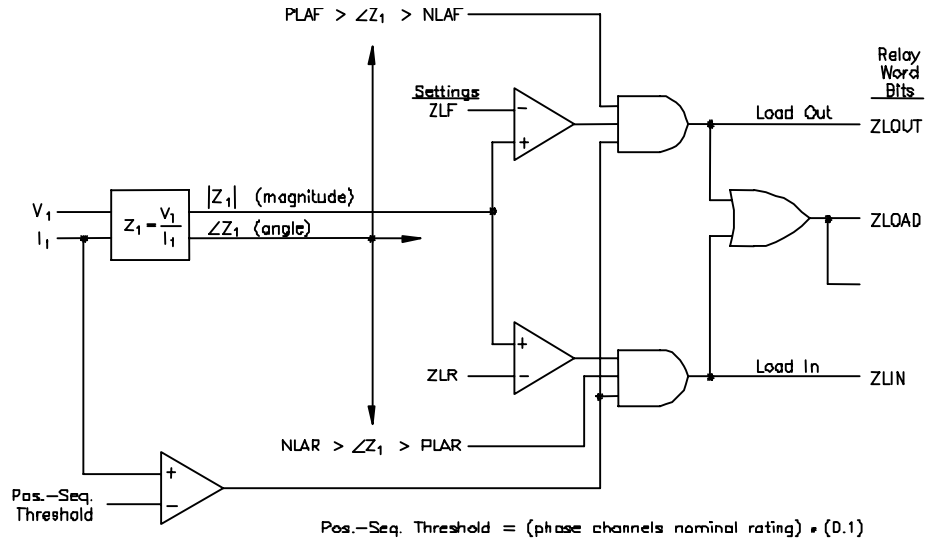 PLAF > ∠Z1 > NLAF
Relay
Word
Bits
Settings
ZLF
−
+
Load Out
ZLOUT
V1
I1
Z1 = V1
I1
|Z1| (magnitude)
∠Z1 (angle)
ZLOAD
ZLR
+
−
Load In
ZLIN
NLAR > ∠Z1 > PLAR
Pos.–Seq.
Threshold
+
−
Pos.–Seq. Threshold = (phase channels nominal rating) • (0.1)